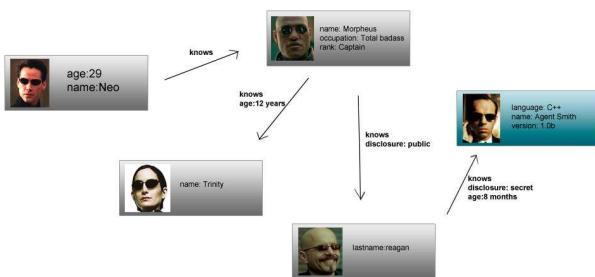 name: Morpheus
occupation: Total badass
rank: Captain
knows
age:29
name:Neo
knows
age:12 years
language: C++
name: Agent Smith
version: 1.0b
knows
disclosure: public
name: Trinity
knows
disclosure: secret
age:8 months
lastname:reagan